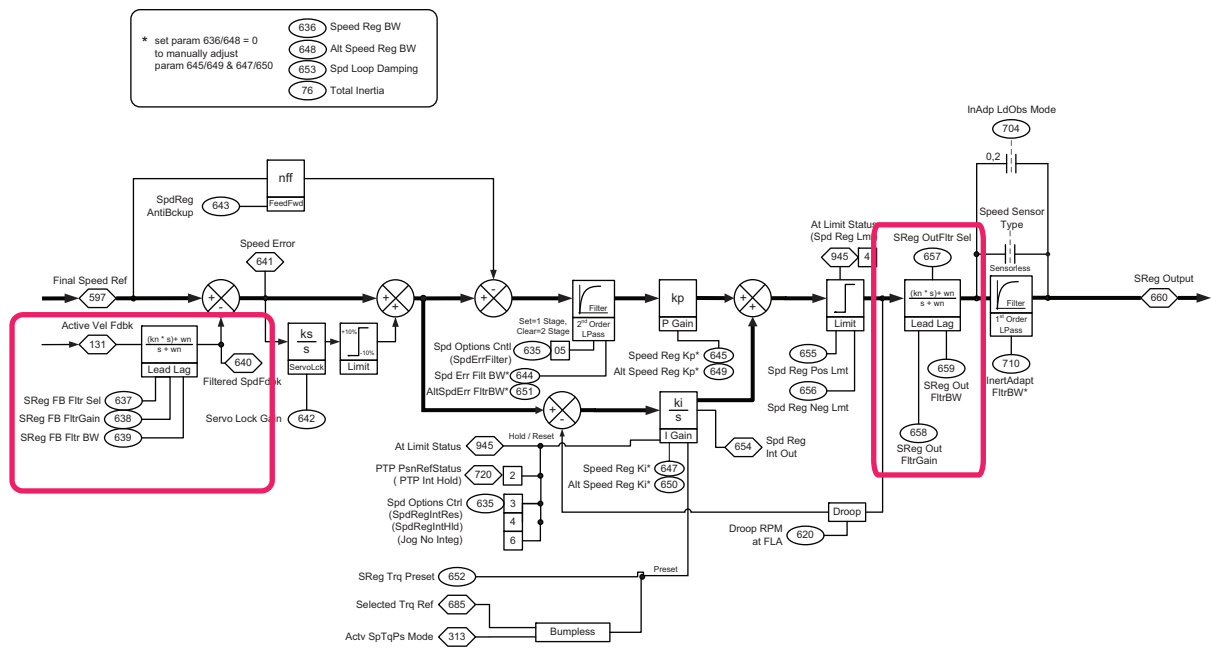 * set param 636/648 = 0
to manually adjust
param 645/649 & 647/650
636 Speed Reg BW
648 Alt Speed Reg BW
653 Spd Loop Damping
76 Total Inertia
InAdp LdObs Mode
704
0,2
nff
FeedFwd
SpdReg
AntiBckup
643
Speed Sensor
Type
Sensorless
At Limit Status
(Spd Reg Lmt)
945 4
SReg OutFltr Sel
657
Speed Error
641
Final Speed Ref
597
+
-
+
+
+
-
Filter
2nd Order
LPass
kp
P Gain
+
+
Limit
(kn * s)+ wn
s + wn
Lead Lag
Filter
1st Order
LPass
SReg Output
660
Active Vel Fdbk
131
(kn * s)+ wn
s + wn
Lead Lag
640
Filtered SpdFdbk
SReg FB Fltr Sel 637
SReg FB FltrGain 638
SReg FB Fltr BW 639
ks
s
ServoLck
+10%
-10%
Limit
Servo Lock Gain 642
Set=1 Stage,
Clear=2 Stage
Spd Options Cntl
(SpdErrFilter)
635 05
Spd Err Filt BW* 644
AltSpdErr FltrBW* 651
Speed Reg Kp* 645
Alt Speed Reg Kp* 649
655
Spd Reg Pos Lmt
656
Spd Reg Neg Lmt
659
SReg Out
FltrBW
658
SReg Out
FltrGain
710
InertAdapt
FltrBW*
+
-
ki
s
I Gain
654 Spd Reg
Int Out
Hold / Reset
At Limit Status 945
PTP PsnRefStatus
( PTP Int Hold)
720 2
Spd Options Ctrl 635 3
(SpdRegIntRes)
(SpdRegIntHld) 4
(Jog No Integ) 6
Speed Reg Ki* 647
Alt Speed Reg Ki* 650
Droop
Droop RPM
at FLA
620
SReg Trq Preset 652
Preset
Selected Trq Ref 685
Bumpless
Actv SpTqPs Mode 313